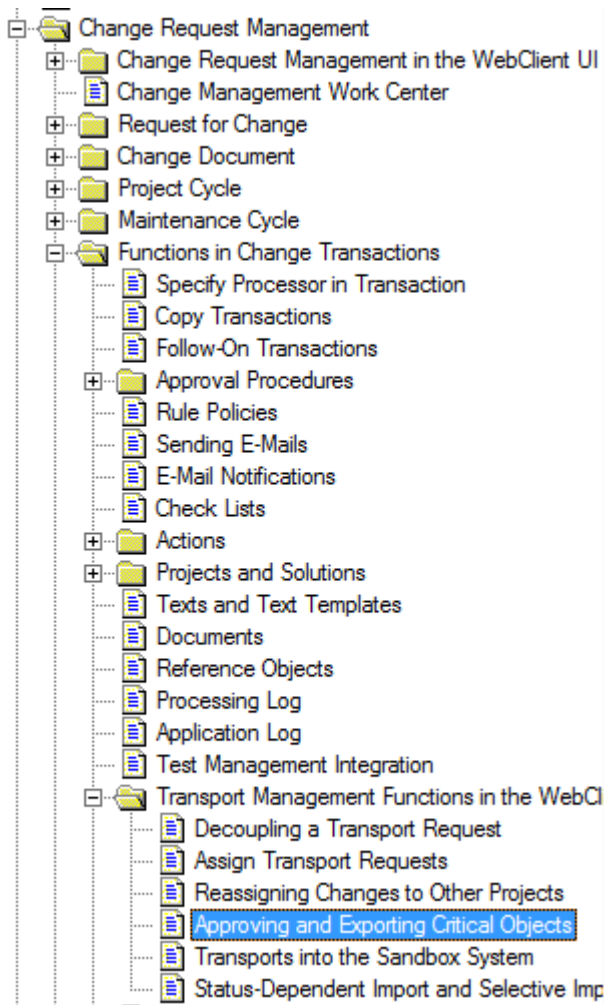 Change Request Management
Change Request Management in the WebClient UI
Change Management Work Center
Request for Change
Change Document
Project Cycle
Maintenance Cycle
Functions in Change Transactions
Specify Processor in Transaction
Copy Transactions
Follow-On Transactions
Approval Procedures
Rule Policies
Sending E-Mails
E-Mail Notifications
Check Lists
Actions
Projects and Solutions
Texts and Text Templates
Documents
Reference Objects
Processing Log
Application Log
Test Management Integration
Transport Management Functions in the WebCl
Decoupling a Transport Request
Assign Transport Requests
Reassigning Changes to Other Projects
Approving and Exporting Critical Objects
Transports into the Sandbox System
Status-Dependent Import and Selective Imp